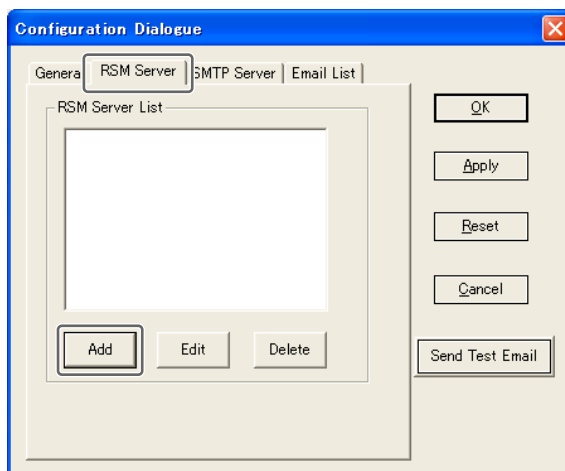 Configuration Dialogue
Genera RSM Server SMTP Server Email List
RSM Server List
OK
Apply
Reset
Cancel
Add Edit Delete
Send Test Email